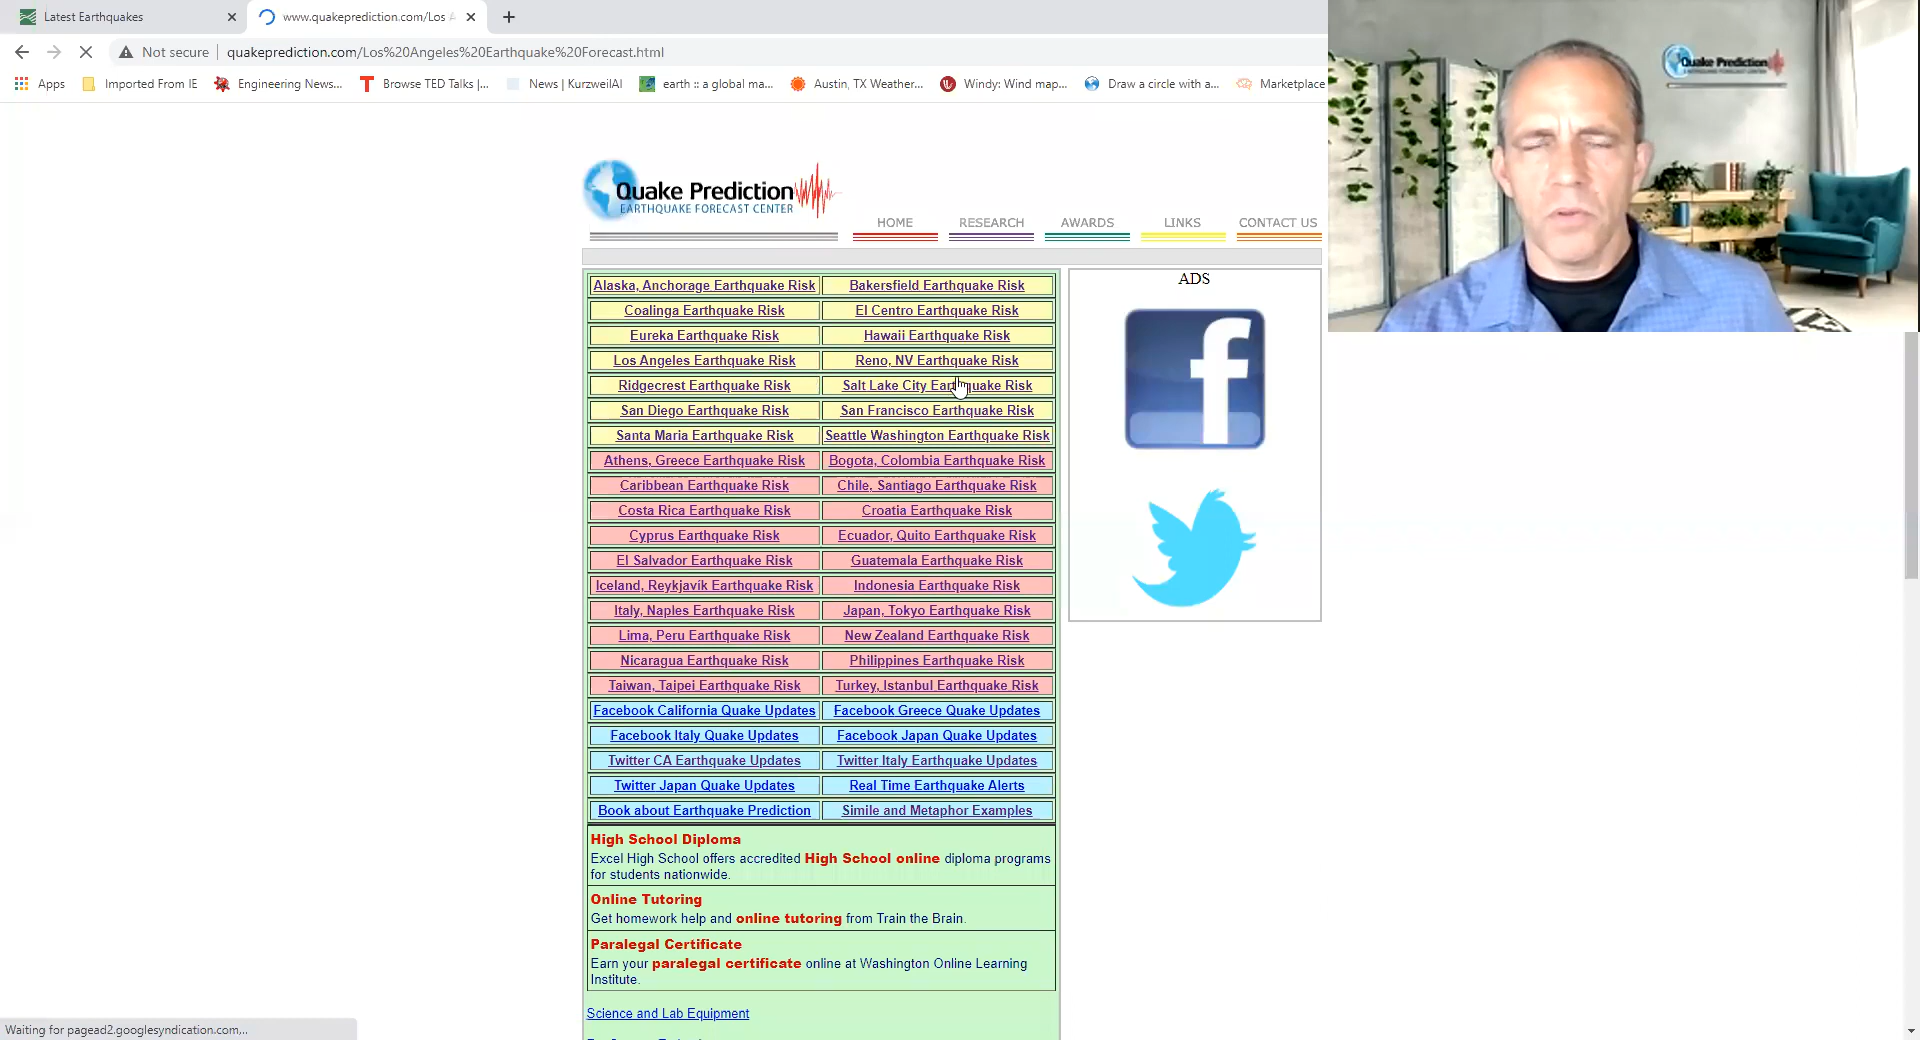 Latest Earthquakes
www.quakeprediction.com/Los A
Not secure
quakeprediction.com/Los%20Angeles%20Earthquake%20Forecast.html
Apps
Imported From IE
Engineering News...
Browse TED Talks |...
News | KurzweilAI
earth :: a global ma...
Austin, TX Weather...
Windy: Wind map...
Draw a circle with a...
Marketplace
Quake Prediction
Quake Prediction
EARTHQUAKE FORECAST CENTER
HOME
RESEARCH
AWARDS
LINKS
CONTACT US
Alaska, Anchorage Earthquake Risk
Bakersfield Earthquake Risk
Coalinga Earthquake Risk
El Centro Earthquake Risk
Eureka Earthquake Risk
Hawaii Earthquake Risk
Los Angeles Earthquake Risk
Reno, NV Earthquake Risk
Ridgecrest Earthquake Risk
Salt Lake City Earthquake Risk
San Diego Earthquake Risk
San Francisco Earthquake Risk
Santa Maria Earthquake Risk
Seattle Washington Earthquake Risk
Athens, Greece Earthquake Risk
Bogota, Colombia Earthquake Risk
Caribbean Earthquake Risk
Chile, Santiago Earthquake Risk
Costa Rica Earthquake Risk
Croatia Earthquake Risk
Cyprus Earthquake Risk
Ecuador, Quito Earthquake Risk
El Salvador Earthquake Risk
Guatemala Earthquake Risk
Iceland, Reykjavík Earthquake Risk
Indonesia Earthquake Risk
Italy, Naples Earthquake Risk
Japan, Tokyo Earthquake Risk
Lima, Peru Earthquake Risk
New Zealand Earthquake Risk
Nicaragua Earthquake Risk
Philippines Earthquake Risk
Taiwan, Taipei Earthquake Risk
Turkey, Istanbul Earthquake Risk
Facebook California Quake Updates
Facebook Greece Quake Updates
Facebook Italy Quake Updates
Facebook Japan Quake Updates
Twitter CA Earthquake Updates
Twitter Italy Earthquake Updates
Twitter Japan Quake Updates
Real Time Earthquake Alerts
Book about Earthquake Prediction
Simile and Metaphor Examples
High School Diploma
Excel High School offers accredited High School online diploma programs
for students nationwide.
Online Tutoring
Get homework help and online tutoring from Train the Brain.
Paralegal Certificate
Earn your paralegal certificate online at Washington Online Learning
Institute.
Science and Lab Equipment
ADS
f
Waiting for pagead2.googlesyndication.com...